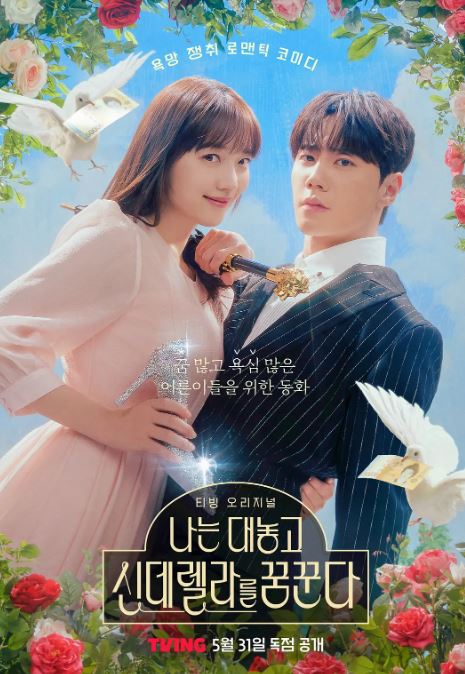 욕망 쟁취 로맨틱 코미디
꿈 많고 욕심 많은
어른이들을 위한 동화
티빙 오리지널
나는 대놓고
신데렐라를 꿈꾼다
TVING 5월 31일 독점 공개